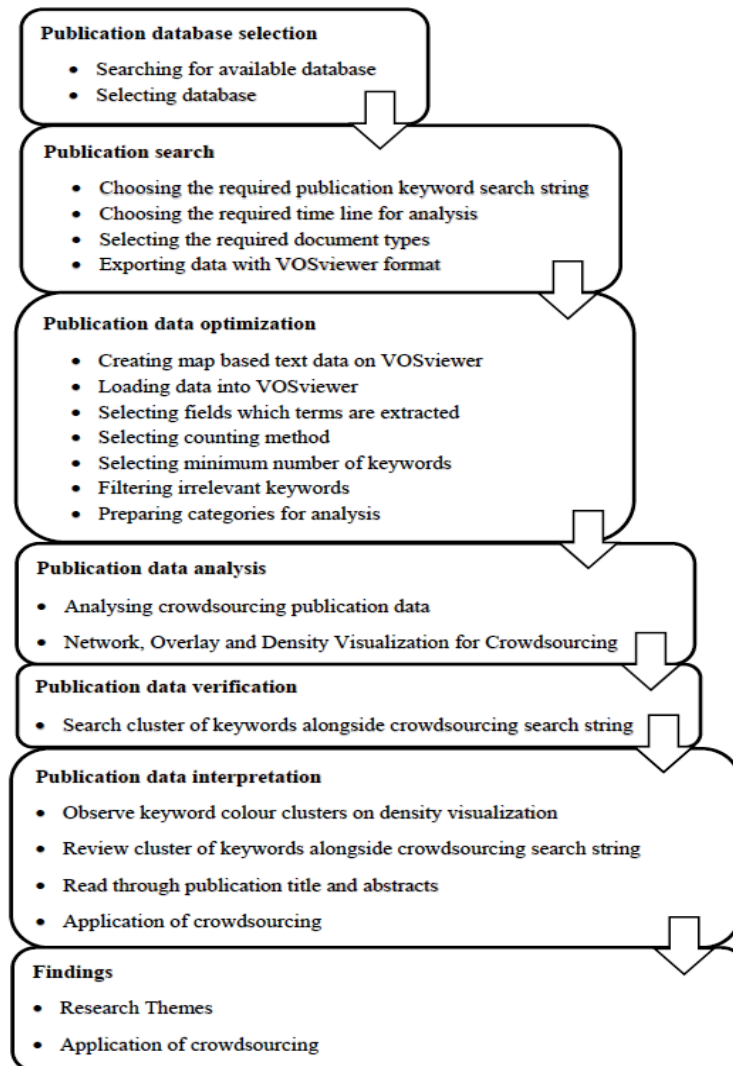 Publication database selection
• Searching for available database
• Selecting database
Publication search
• Choosing the required publication keyword search string
• Choosing the required time line for analysis
• Selecting the required document types
• Exporting data with VOSviewer format
Publication data optimization
• Creating map based text data on VOSviewer
• Loading data into VOSviewer
• Selecting fields which terms are extracted
• Selecting counting method
• Selecting minimum number of keywords
• Filtering irrelevant keywords
• Preparing categories for analysis
Publication data analysis
• Analysing crowdsourcing publication data
• Network, Overlay and Density Visualization for Crowdsourcing
Publication data verification
• Search cluster of keywords alongside crowdsourcing search string
Publication data interpretation
• Observe keyword colour clusters on density visualization
• Review cluster of keywords alongside crowdsourcing search string
• Read through publication title and abstracts
• Application of crowdsourcing
Findings
• Research Themes
• Application of crowdsourcing